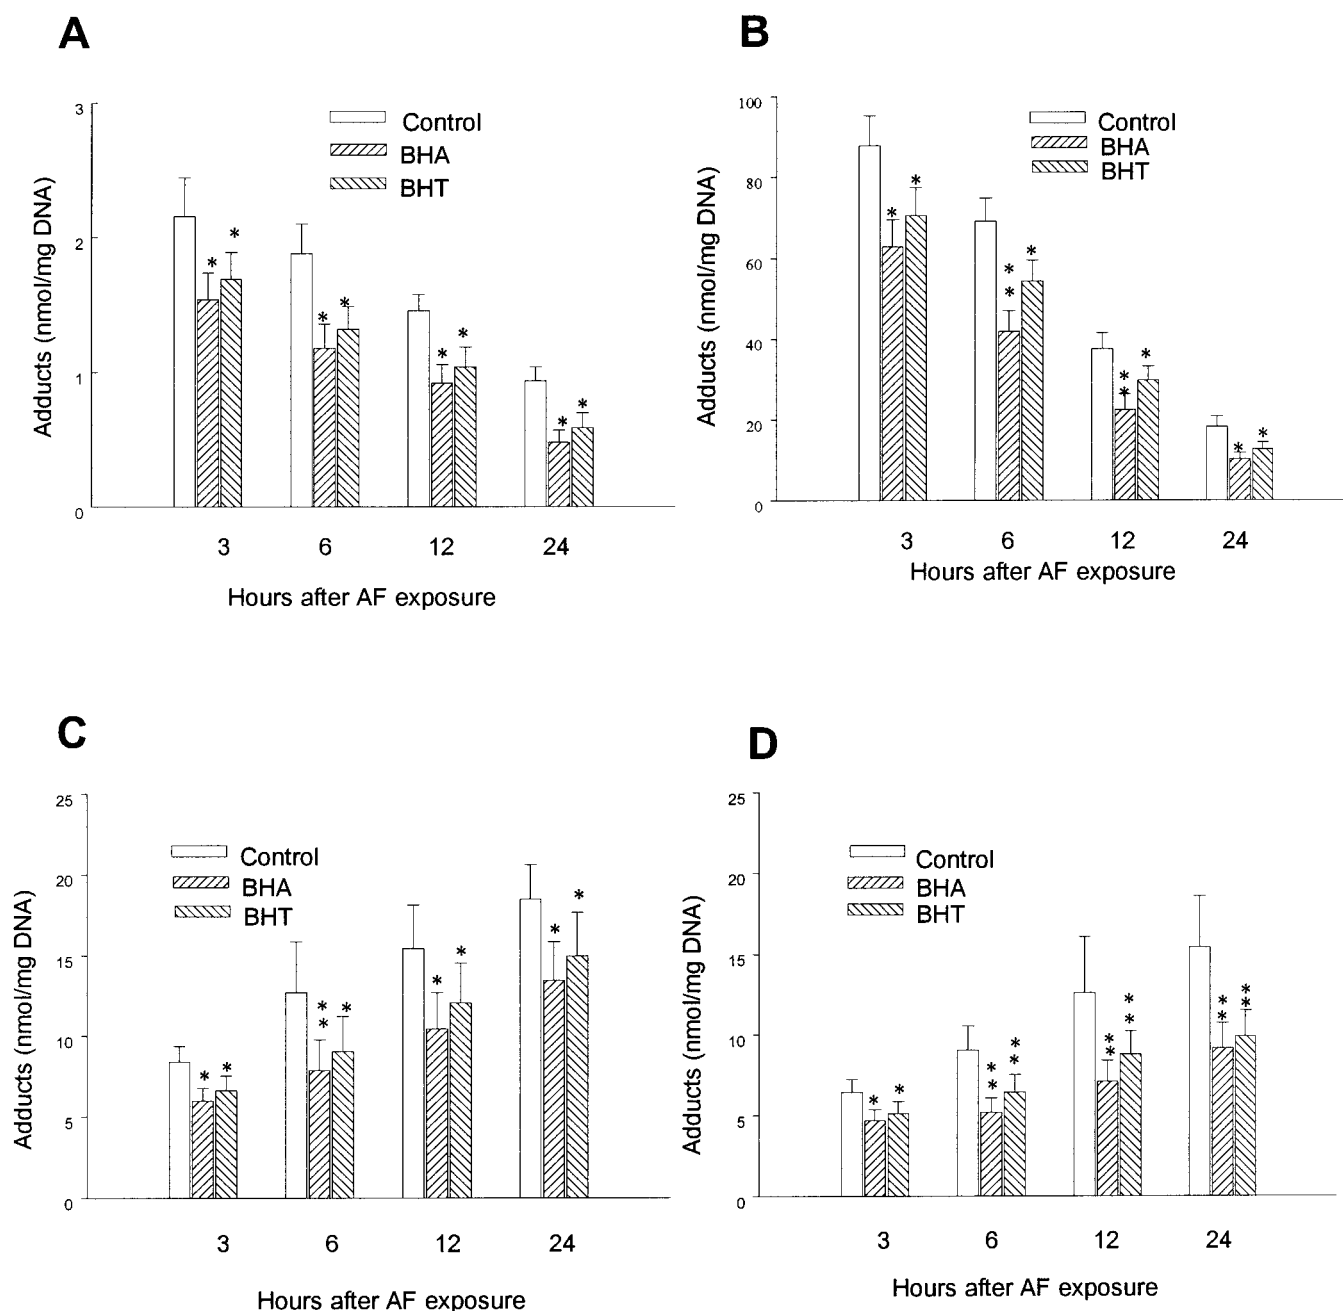 A
Adducts (nmol/mg DNA)
3
2
1
0
Control
BHA
BHT
* * * * * * * *
3 6 12 24
Hours after AF exposure
B
Adducts (nmol/mg DNA)
100
80
60
40
20
0
Control
BHA
BHT
* * ** * ** * * *
3 6 12 24
Hours after AF exposure
C
Adducts (nmol/mg DNA)
25
20
15
10
5
0
Control
BHA
BHT
* * ** * * * * *
3 6 12 24
Hours after AF exposure
D
Adducts (nmol/mg DNA)
25
20
15
10
5
0
Control
BHA
BHT
* * ** ** ** ** ** **
3 6 12 24
Hours after AF exposure